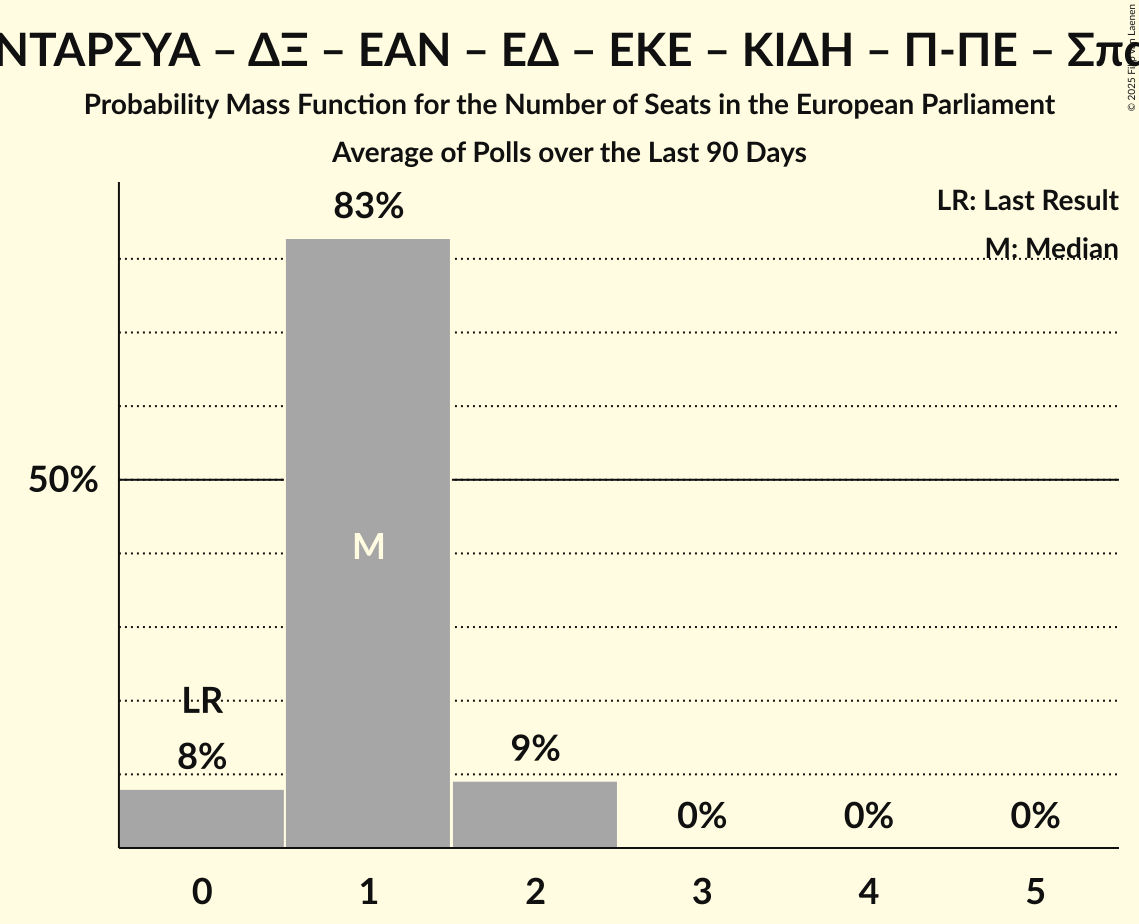 ΝΤΑΡΣΥΑ – ΔΞ – ΕΑΝ – ΕΔ – ΕΚΕ – ΚΙΔΗ – Π-ΠΕ –
Probability Mass Function for the Number of Seats in the European Parliament
Average of Polls over the Last 90 Days
© 2025 Laenen
LR: Last Result
M: Median
83%
50%
M
LR
8%
9%
0% 0% 0%
0 1 2 3 4 5